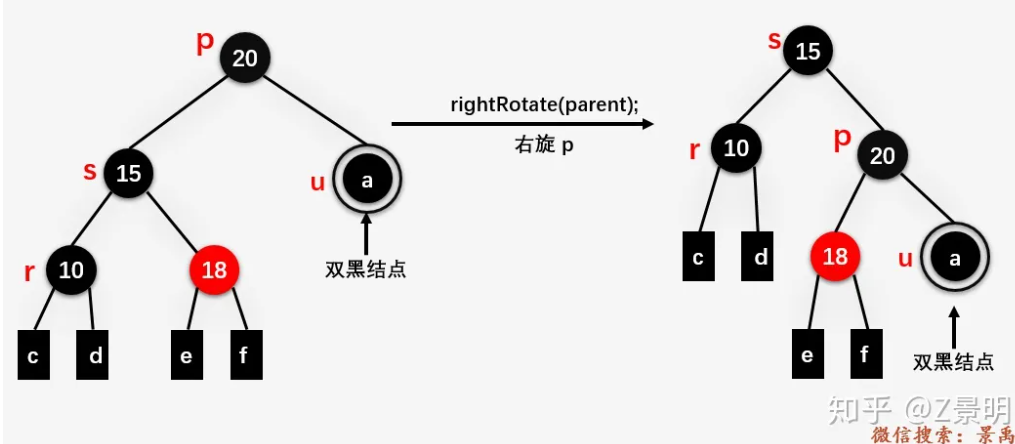 p
20
s
15
rightRotate(parent);
右旋 p
s
15
u
a
r
10
p
20
双黑结点
r
10
18
c
d
18
u
a
c
d
e
f
e
f
双黑结点
知乎 @Z景明
微信搜索：景禹